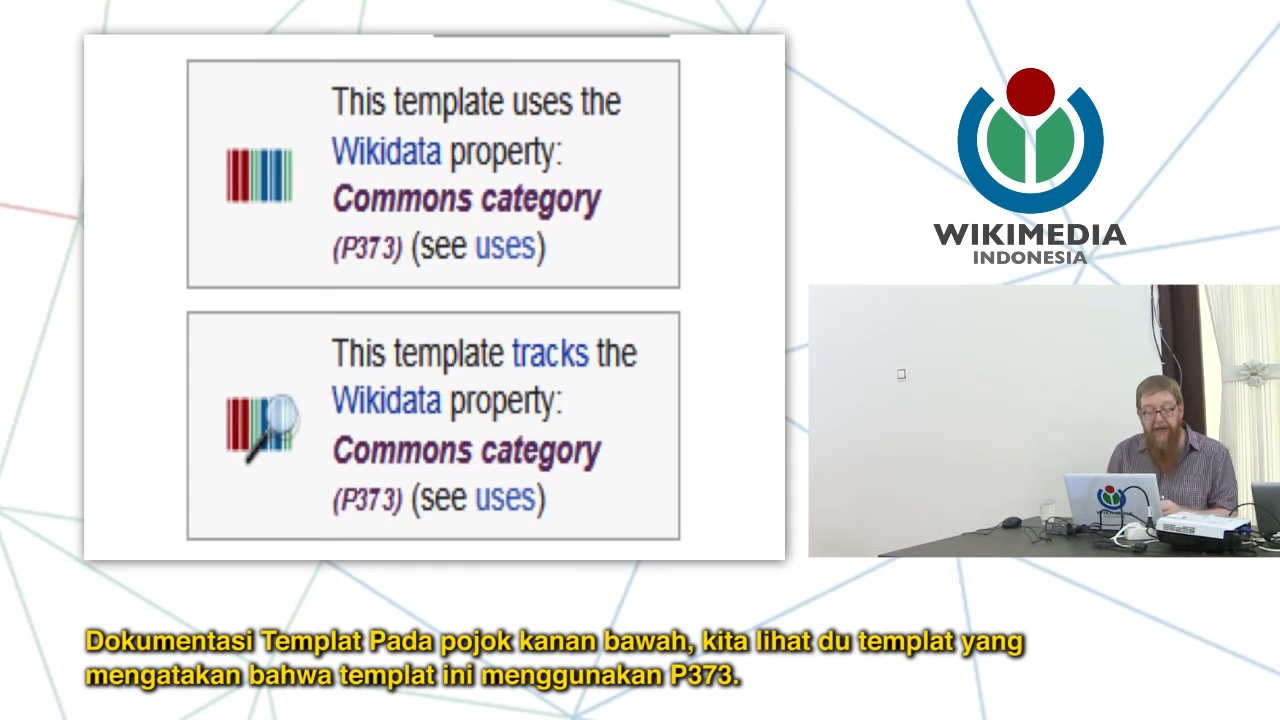 This template uses the
Wikidata property:
Commons category
(P373) (see uses)
This template tracks the
Wikidata property:
Commons category
(P373) (see uses)
WIKIMEDIA
INDONESIA
Dokumentasi Templat Pada pojok kanan bawah, kita lihat du templat yang
mengatakan bahwa templat ini menggunakan P373.